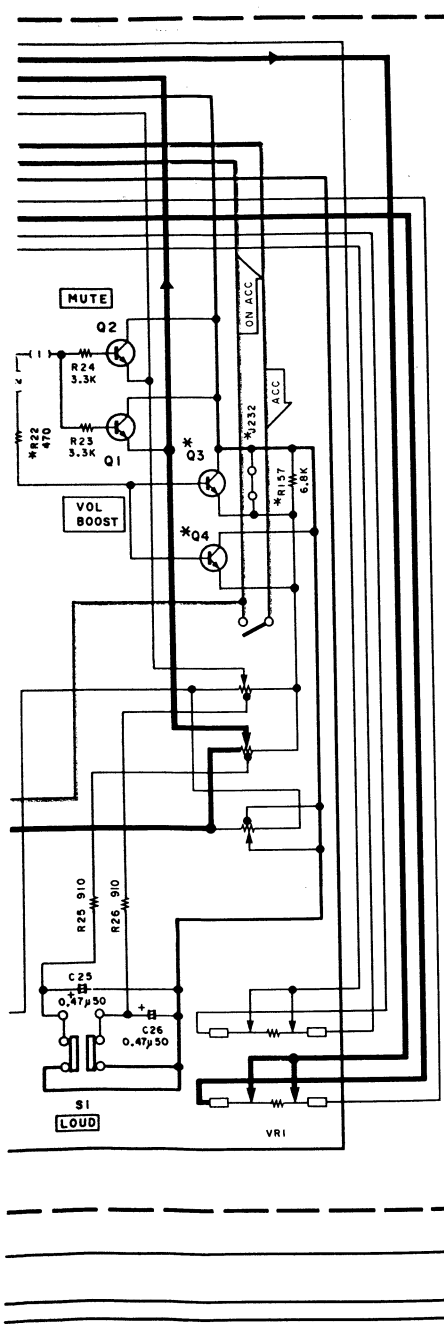 MUTE
Q2
ON ACC
ACC
( 1 )
R24
3.3K
R23
3.3K
Q1
*R22
470
*Q3
*J232
*R157
6.8K
VOL
BOOST
*Q4
R25 910
R26 910
C25
+
0.47µ50
+
C26
0.47µ50
S1
LOUD
VR1